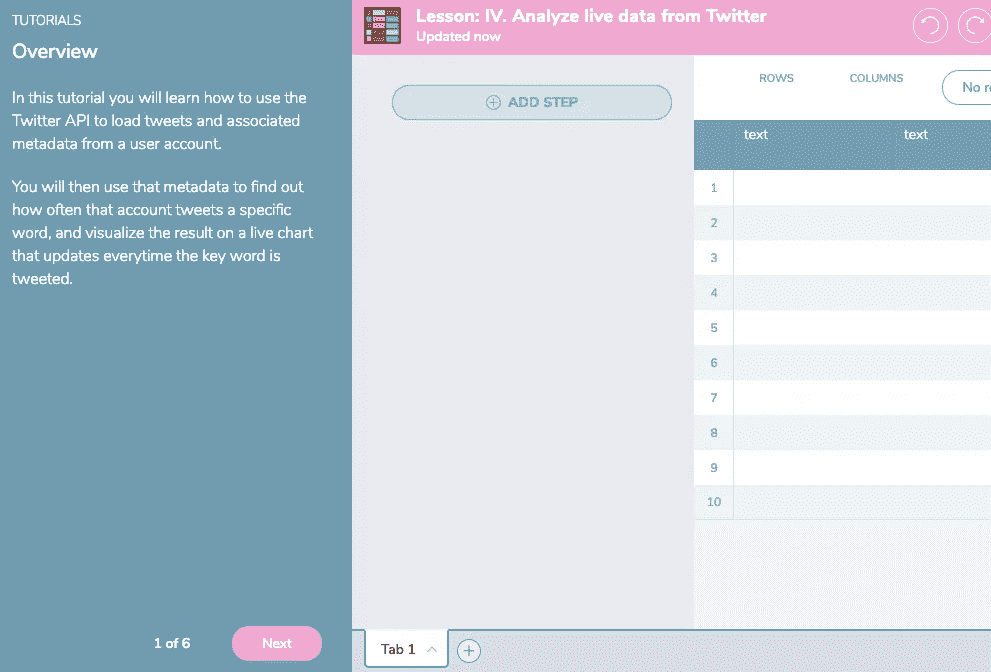 TUTORIALS
Overview
In this tutorial you will learn how to use the
Twitter API to load tweets and associated
metadata from a user account.
You will then use that metadata to find out
how often that account tweets a specific
word, and visualize the result on a live chart
that updates everytime the key word is
tweeted.
1 of 6
Next
Lesson: IV. Analyze live data from Twitter
Updated now
ADD STEP
ROWS
COLUMNS
No
text
text
1
2
3
4
5
6
7
8
9
10
Tab 1